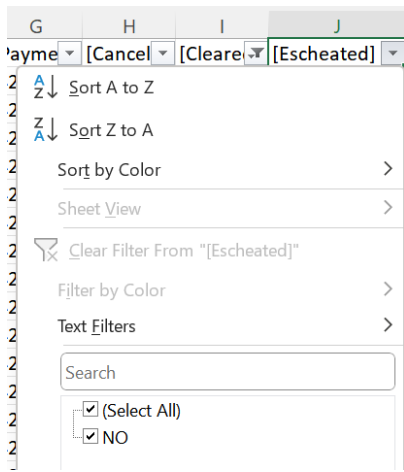 G H I J
Payme [Cancel [Cleared [Escheated]
Sort A to Z
Sort Z to A
Sort by Color
Sheet View
Clear Filter From "[Escheated]"
Filter by Color
Text Filters
Search
(Select All)
NO